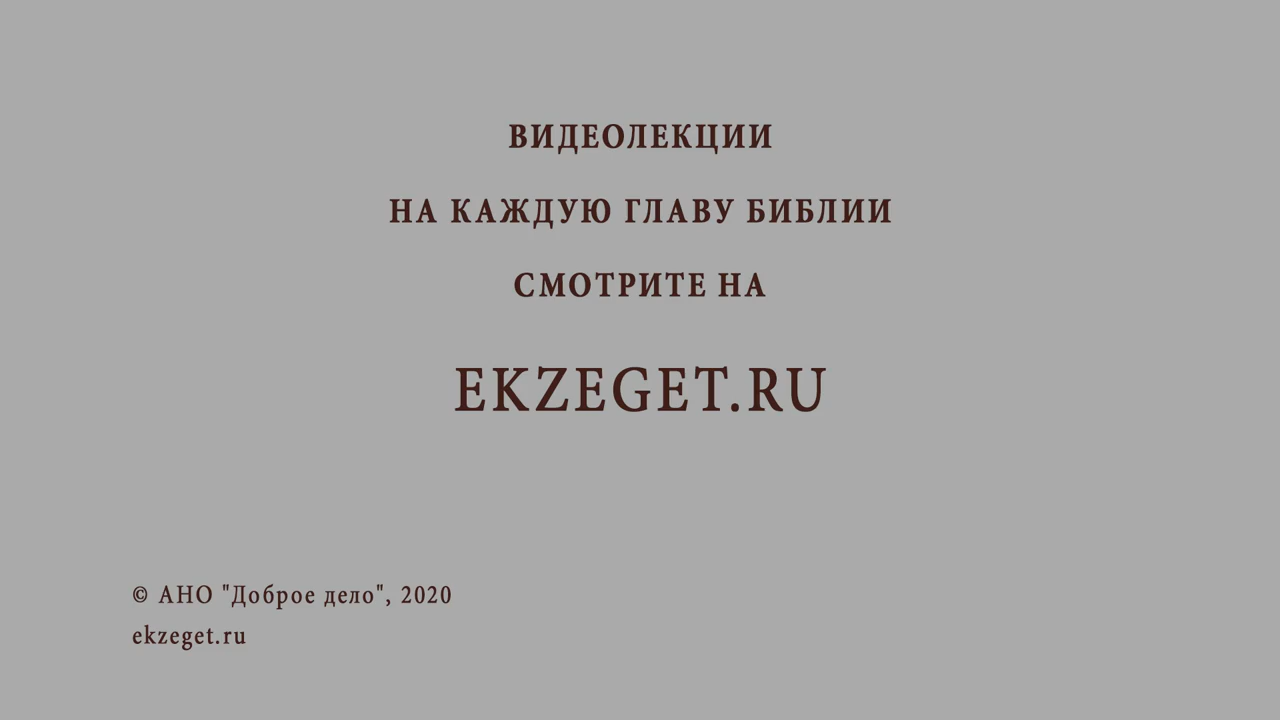 ВИДЕОЛЕКЦИИ
НА КАЖДУЮ ГЛАВУ БИБЛИИ
СМОТРИТЕ НА
EKZEGET.RU
© АНО "Доброе дело", 2020
ekzeget.ru